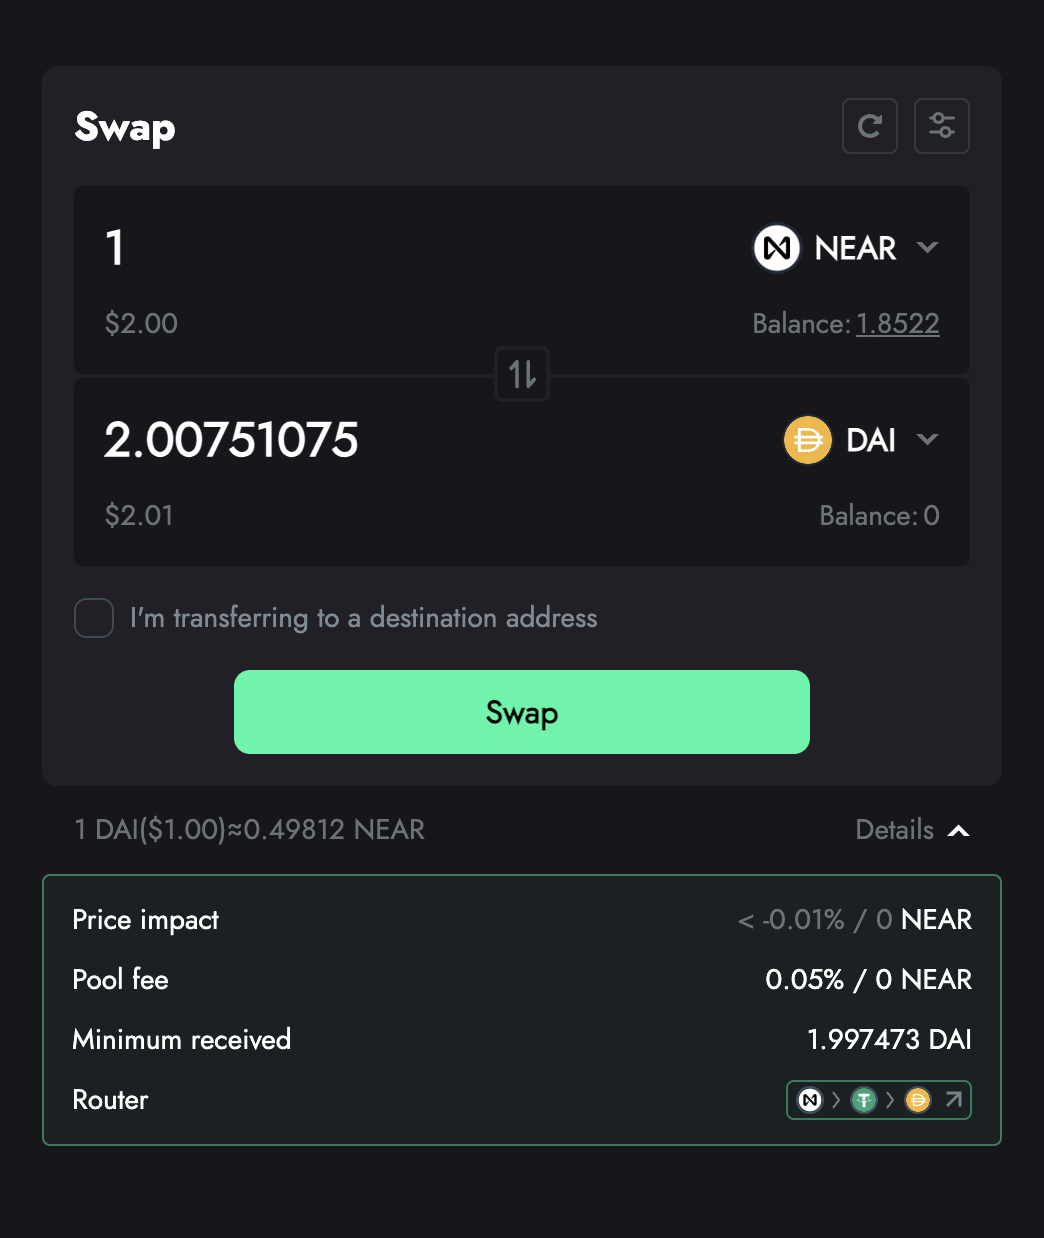 Swap
1 NEAR
$2.00 Balance: 1.8522
2.00751075 DAI
$2.01 Balance: 0
I'm transferring to a destination address
Swap
1 DAI($1.00)≈0.49812 NEAR Details
Price impact < -0.01% / 0 NEAR
Pool fee 0.05% / 0 NEAR
Minimum received 1.997473 DAI
Router